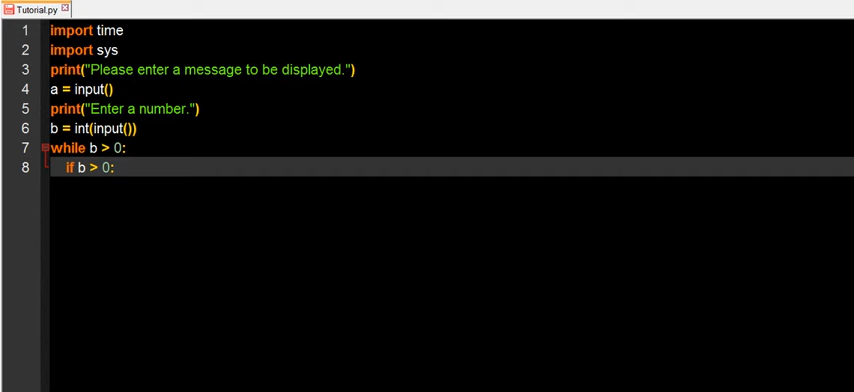 Tutorial.py
1 import time
2 import sys
3 print("Please enter a message to be displayed.")
4 a = input()
5 print("Enter a number.")
6 b = int(input())
7 while b > 0:
8 if b > 0: